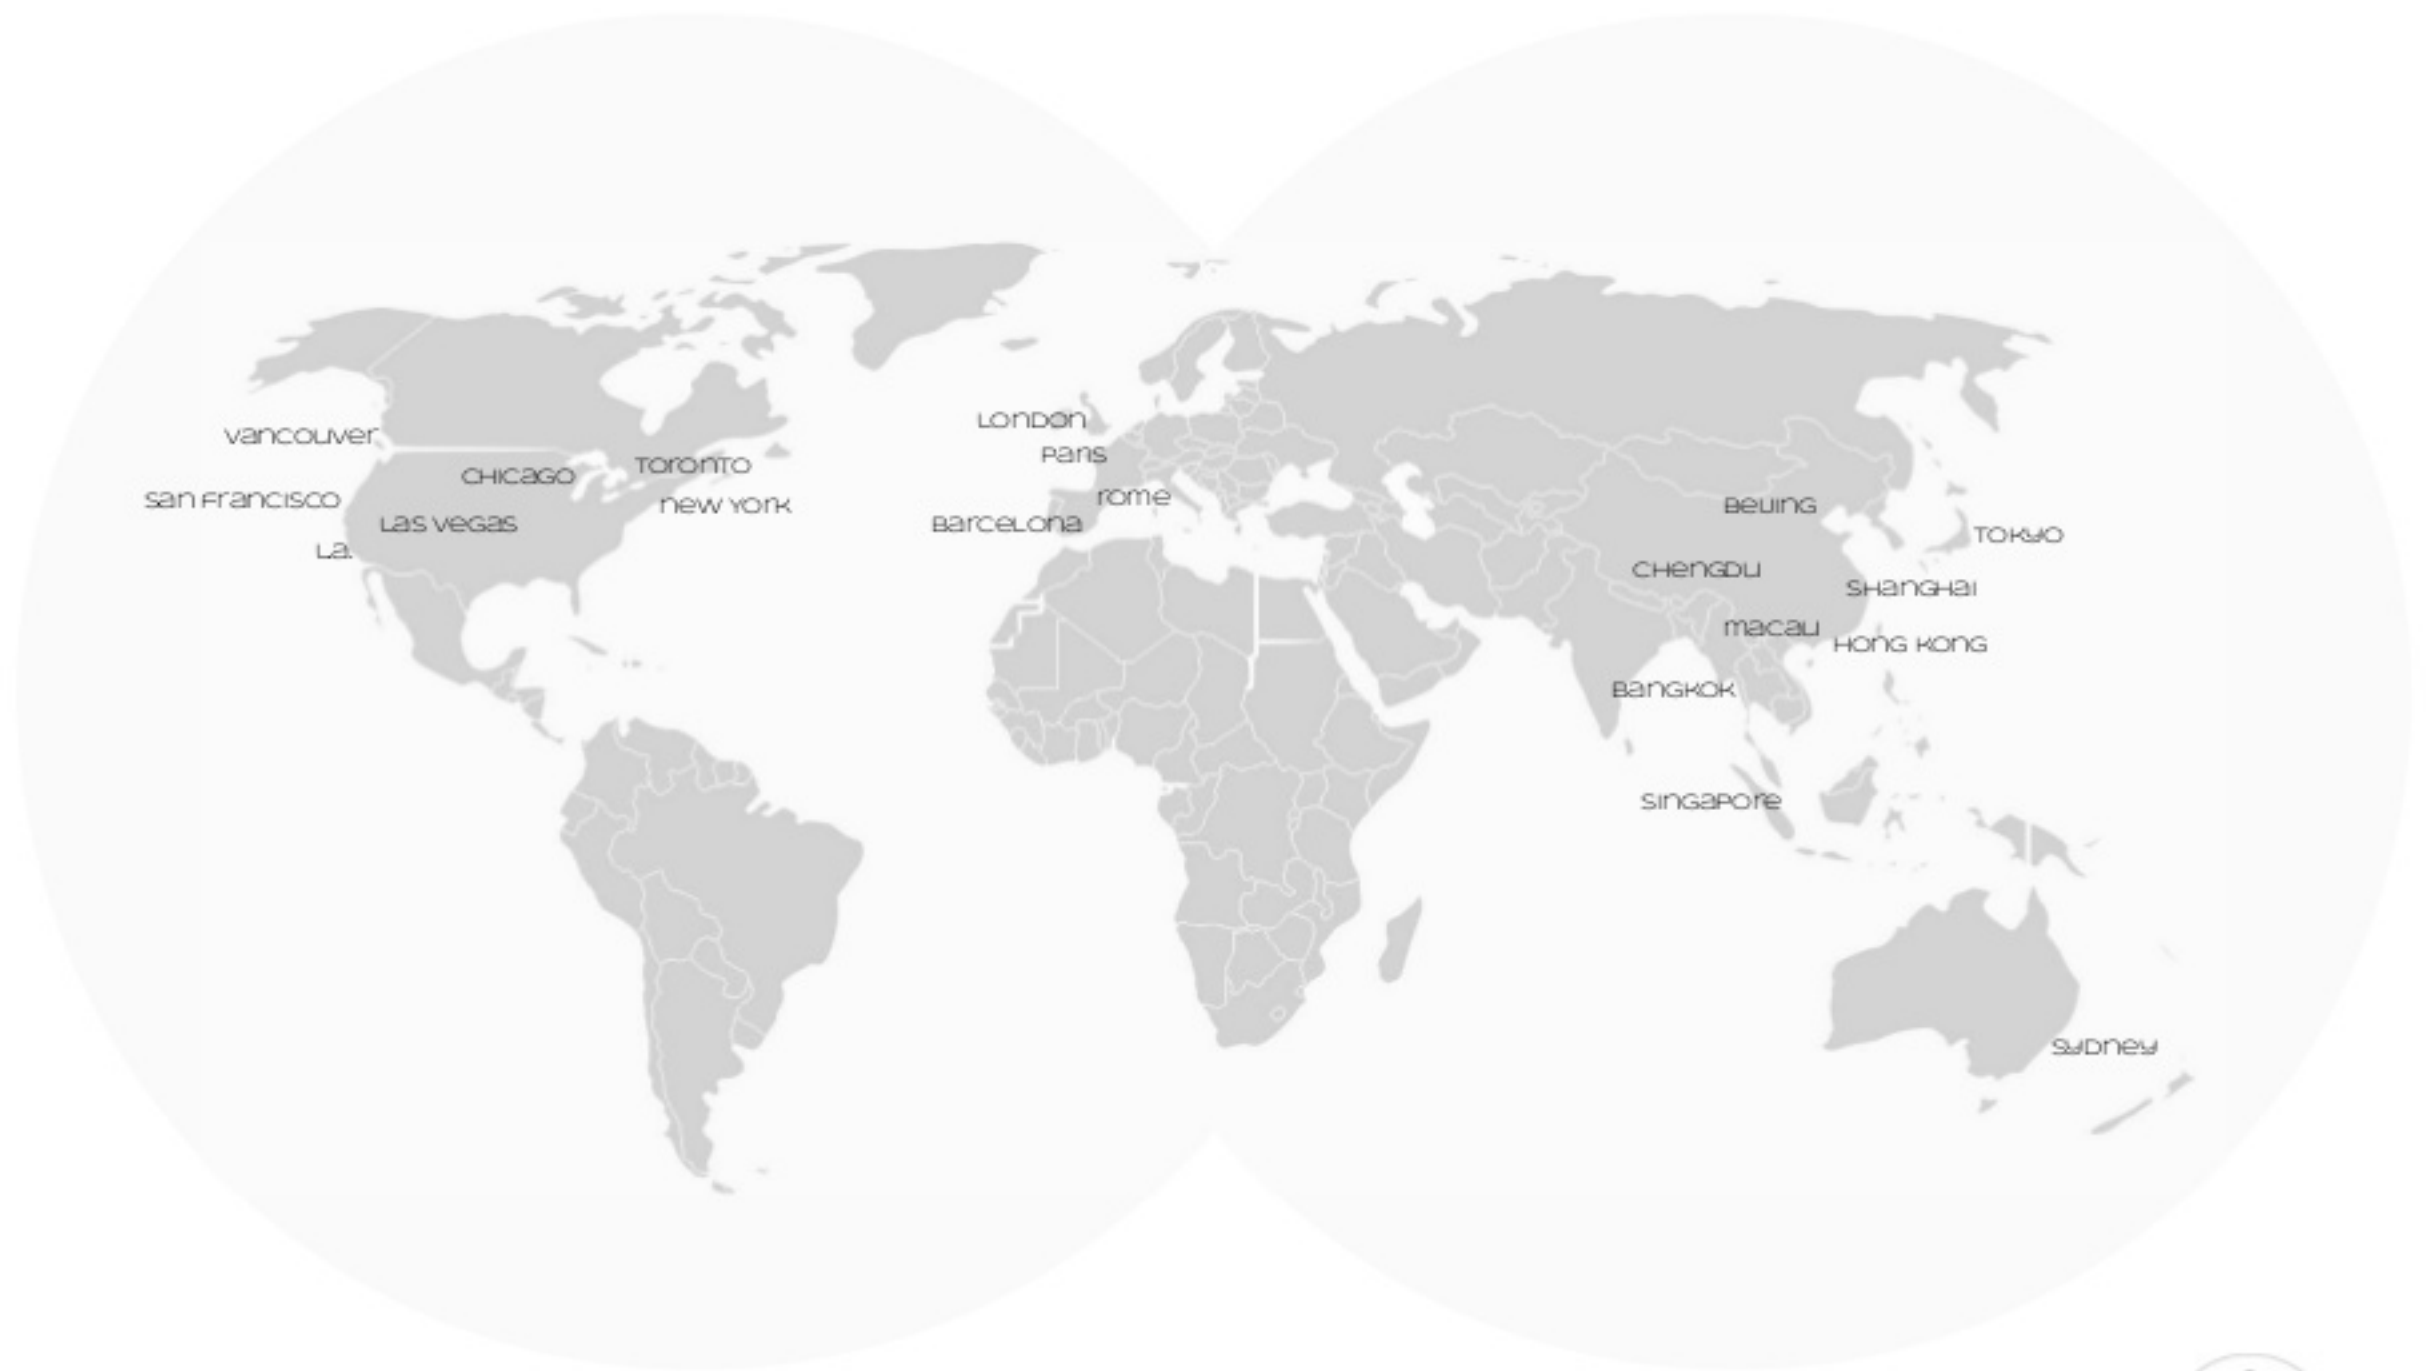 LONDON
vancouver
Paris
TORONTO
CHICAGO
rome
san Francisco
new York
BEIJING
Las vegas
Barcelona
TOKYO
La.
CHENGDU
SHANGHAI
macau
HONG KONG
BANGKOK
SINGAPORE
SYDNEY